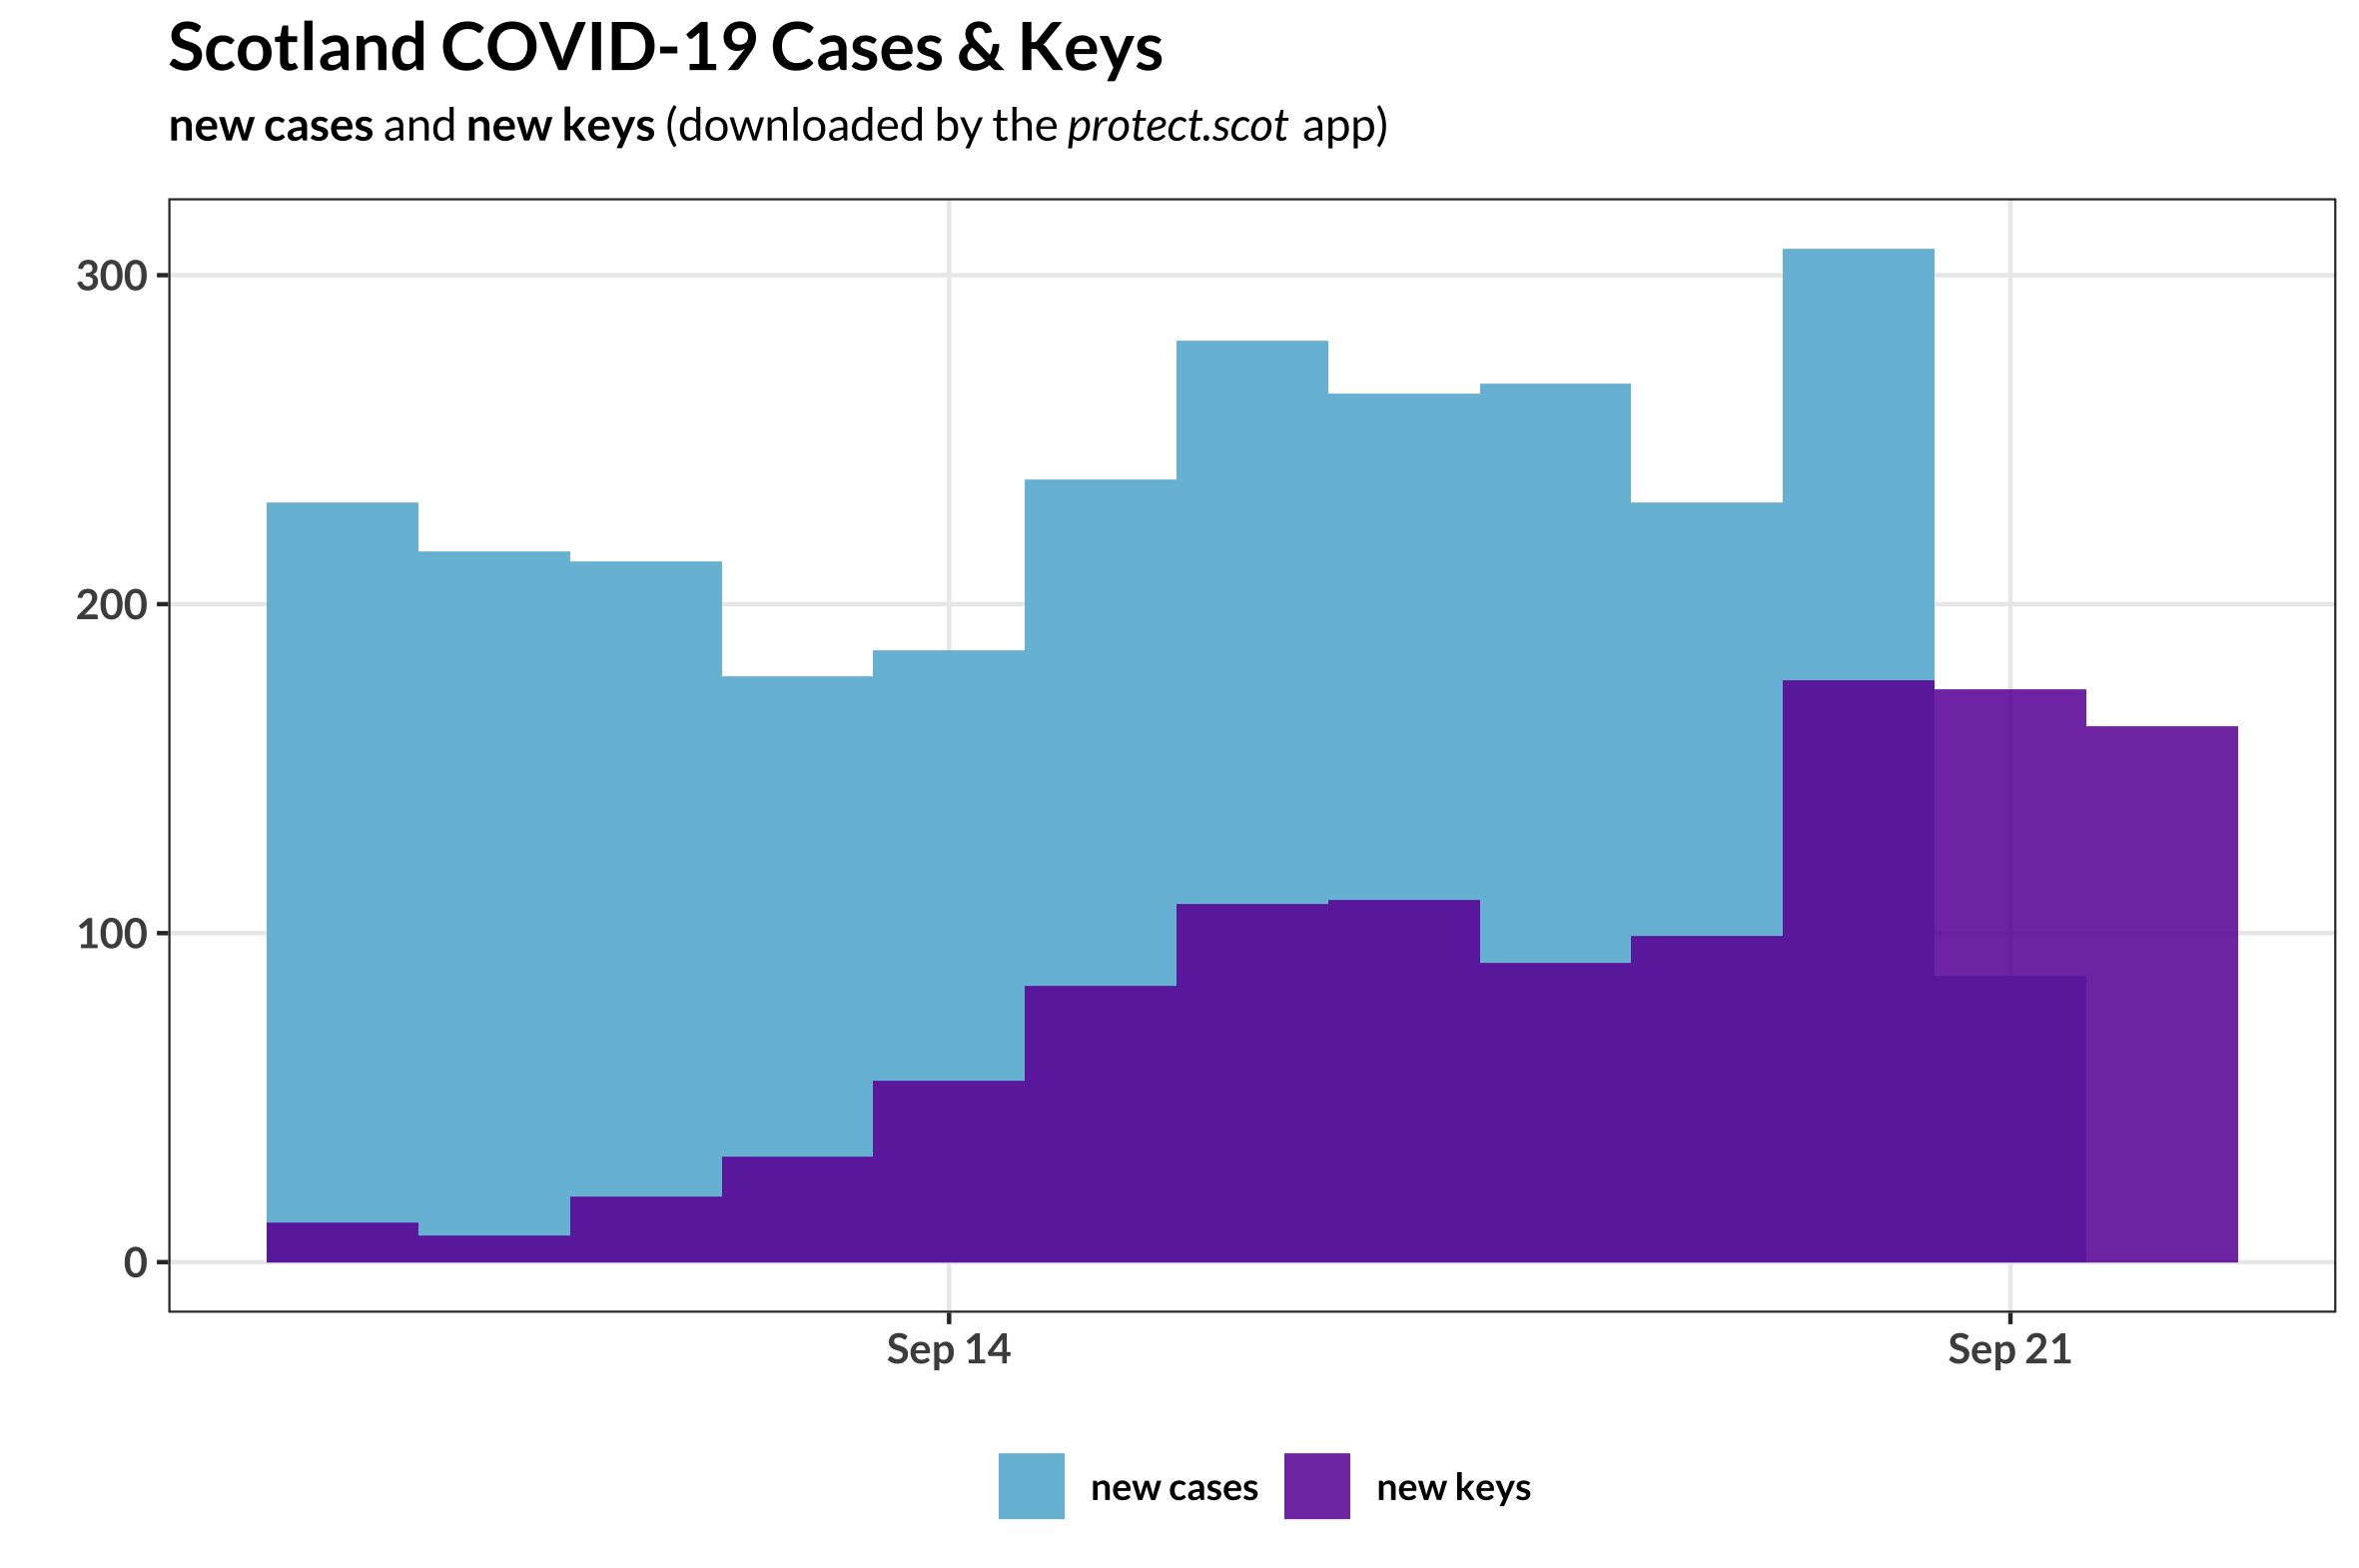 Scotland COVID-19 Cases & Keys
new cases and new keys (downloaded by the protect.scot app)
300
200
100
0
Sep 14 Sep 21
new cases new keys